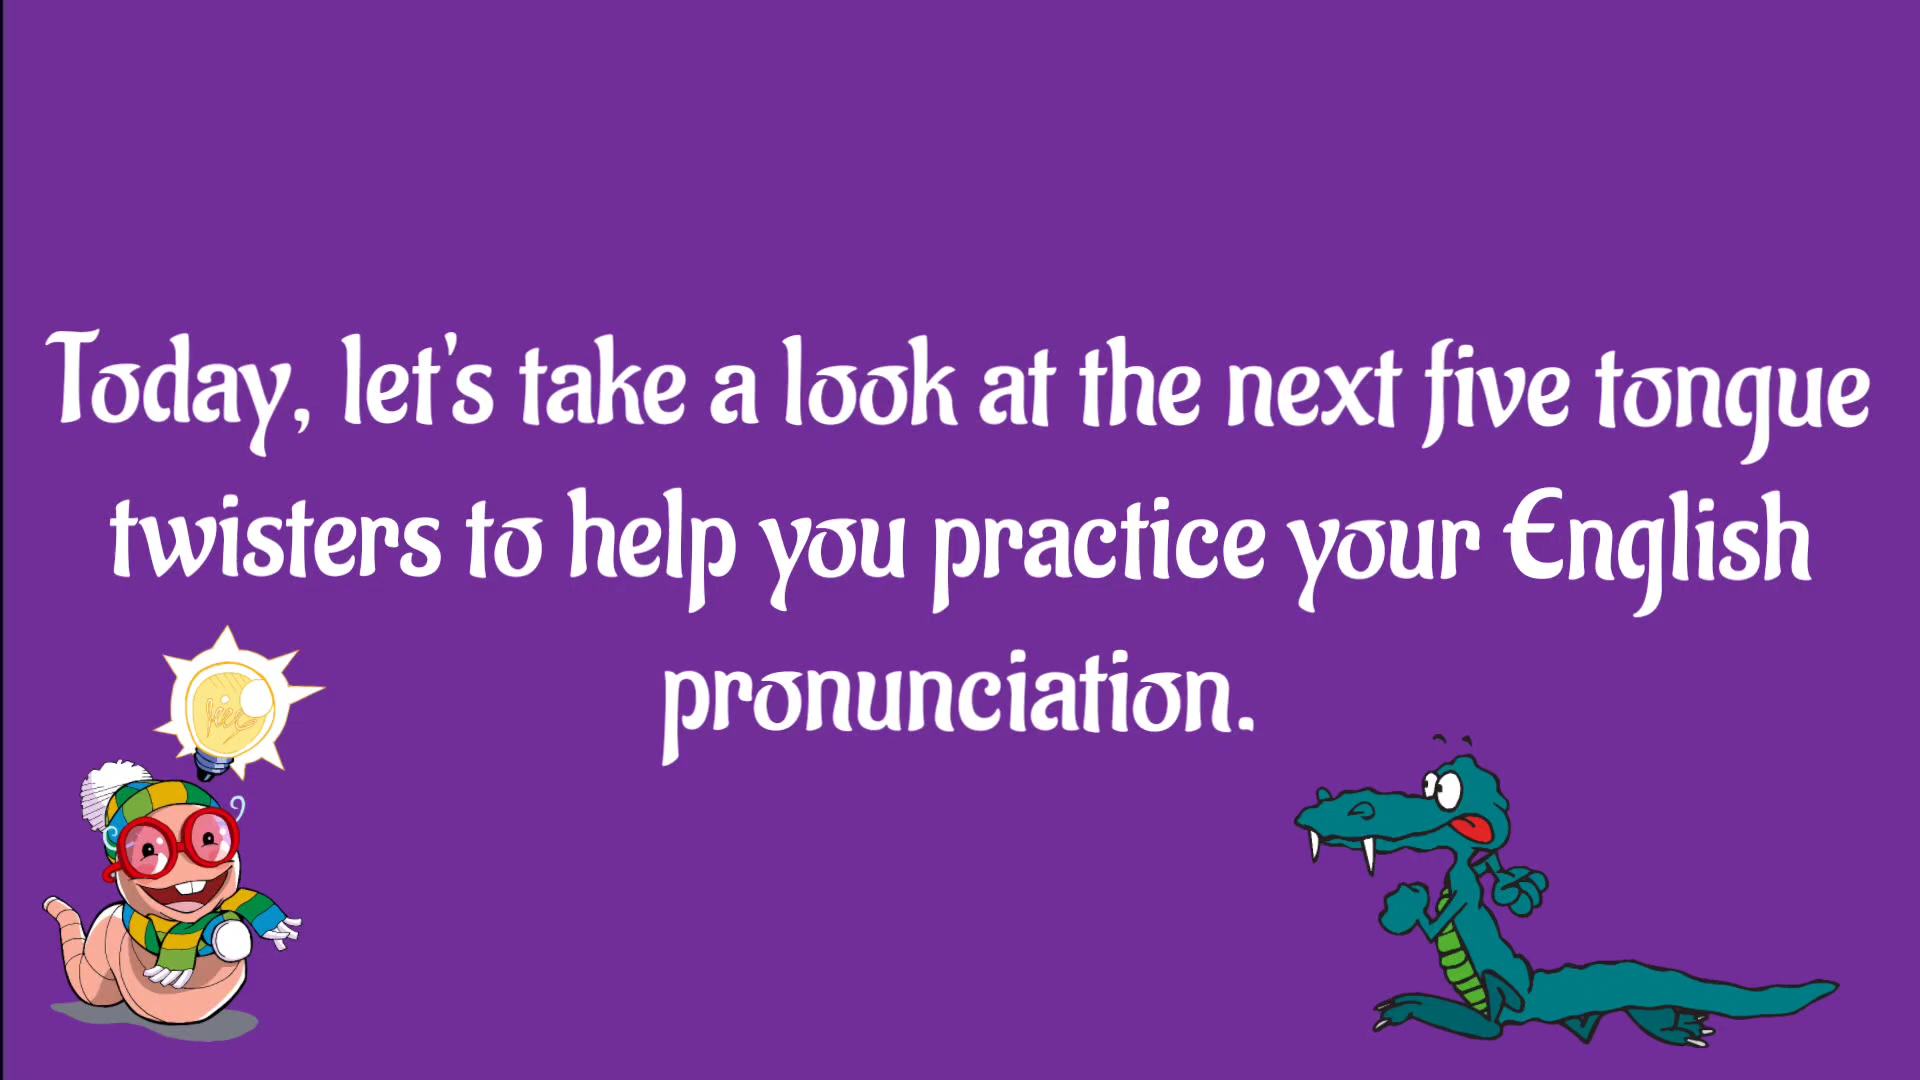 Today, let's take a look at the next five tongue
twisters to help you practice your English
pronunciation.